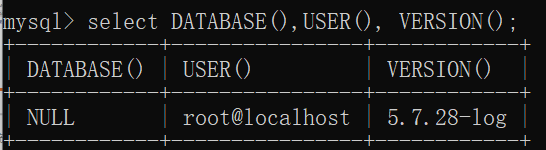 mysql> select DATABASE(),USER(), VERSION();
+------------+----------------+------------+
| DATABASE() | USER()         | VERSION()  |
+------------+----------------+------------+
| NULL       | root@localhost | 5.7.28-log |
+------------+----------------+------------+